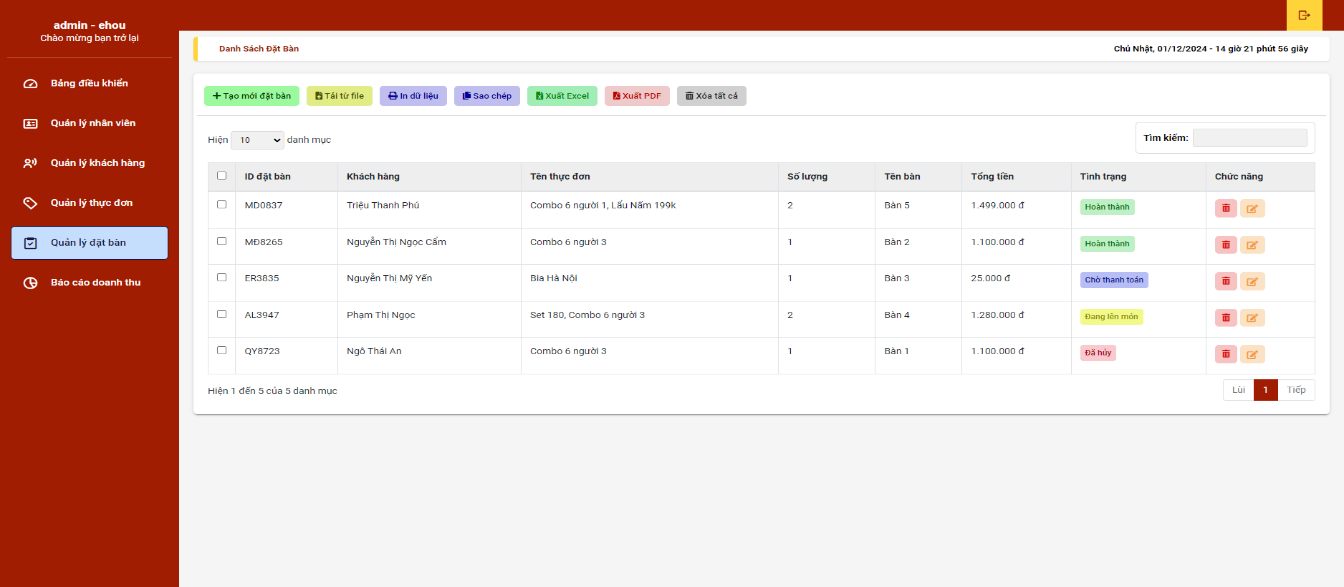 admin - ehou
Chào mừng bạn trở lại
Bảng điều khiển
Quản lý nhân viên
Quản lý khách hàng
Quản lý thực đơn
Quản lý đặt bàn
Báo cáo doanh thu
Danh Sách Đặt Bàn
Chủ Nhật, 01/12/2024 - 14 giờ 21 phút 56 giây
Tạo mới đặt bàn Tải từ file In dữ liệu Sao chép Xuất Excel Xuất PDF Xóa tất cả
Hiện 10 danh mục
Tìm kiếm:
ID đặt bàn Khách hàng Tên thực đơn Số lượng Tên bàn Tổng tiền Tình trạng Chức năng
MD0837 Triệu Thanh Phú Combo 6 người 1, Lẩu Nấm 199k 2 Bàn 5 1.499.000 đ Hoàn thành
MĐ8265 Nguyễn Thị Ngọc Cẩm Combo 6 người 3 1 Bàn 2 1.100.000 đ Hoàn thành
ER3835 Nguyễn Thị Mỹ Yến Bia Hà Nội 1 Bàn 3 25.000 đ Chờ thanh toán
AL3947 Phạm Thị Ngọc Set 180, Combo 6 người 3 2 Bàn 4 1.280.000 đ Đang lên món
QY8723 Ngô Thái An Combo 6 người 3 1 Bàn 1 1.100.000 đ Đã hủy
Hiện 1 đến 5 của 5 danh mục
Lùi 1 Tiếp